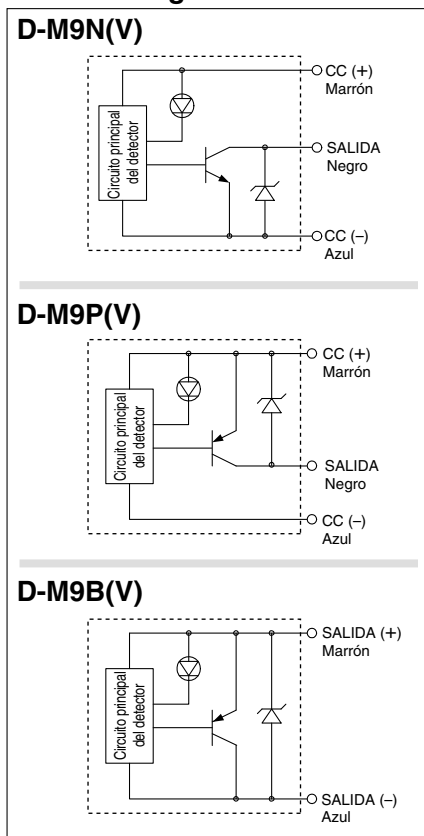 D-M9N(V)
CC (+)
Marrón
Circuito principal
del detector
SALIDA
Negro
CC (–)
Azul
D-M9P(V)
CC (+)
Marrón
Circuito principal
del detector
SALIDA
Negro
CC (–)
Azul
D-M9B(V)
SALIDA (+)
Marrón
Circuito principal
del detector
SALIDA (–)
Azul